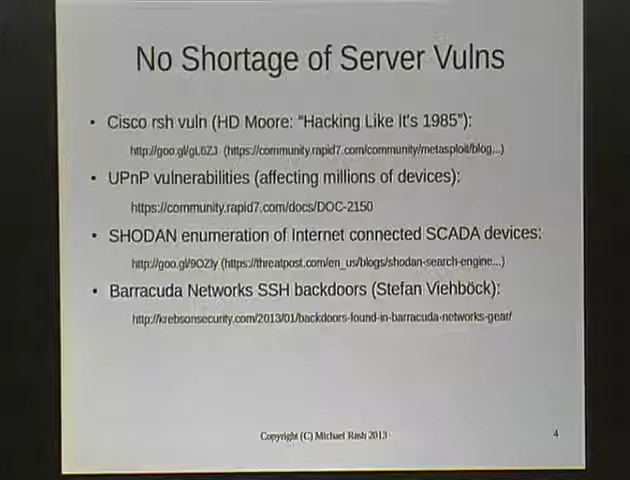 No Shortage of Server Vulns
• Cisco rsh vuln (HD Moore: “Hacking Like It's 1985”):
http://goo.gl/gL6ZJ (https://community.rapid7.com/community/metasploit/blog...)
• UPnP vulnerabilities (affecting millions of devices):
https://community.rapid7.com/docs/DOC-2150
• SHODAN enumeration of Internet connected SCADA devices:
http://goo.gl/9OZIy (https://threatpost.com/en_us/blogs/shodan-search-engine...)
• Barracuda Networks SSH backdoors (Stefan Viehböck):
http://krebsonsecurity.com/2013/01/backdoors-found-in-barracuda-networks-gear/
Copyright (C) Michael Rash 2013
4